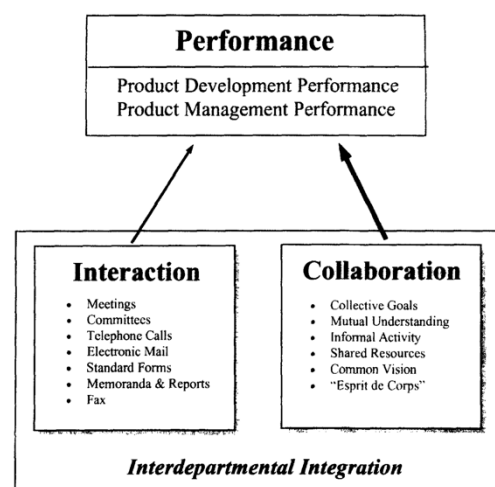 Performance
Product Development Performance
Product Management Performance
Interaction
• Meetings
• Committees
• Telephone Calls
• Electronic Mail
• Standard Forms
• Memoranda & Reports
• Fax
Collaboration
• Collective Goals
• Mutual Understanding
• Informal Activity
• Shared Resources
• Common Vision
• "Esprit de Corps"
Interdepartmental Integration